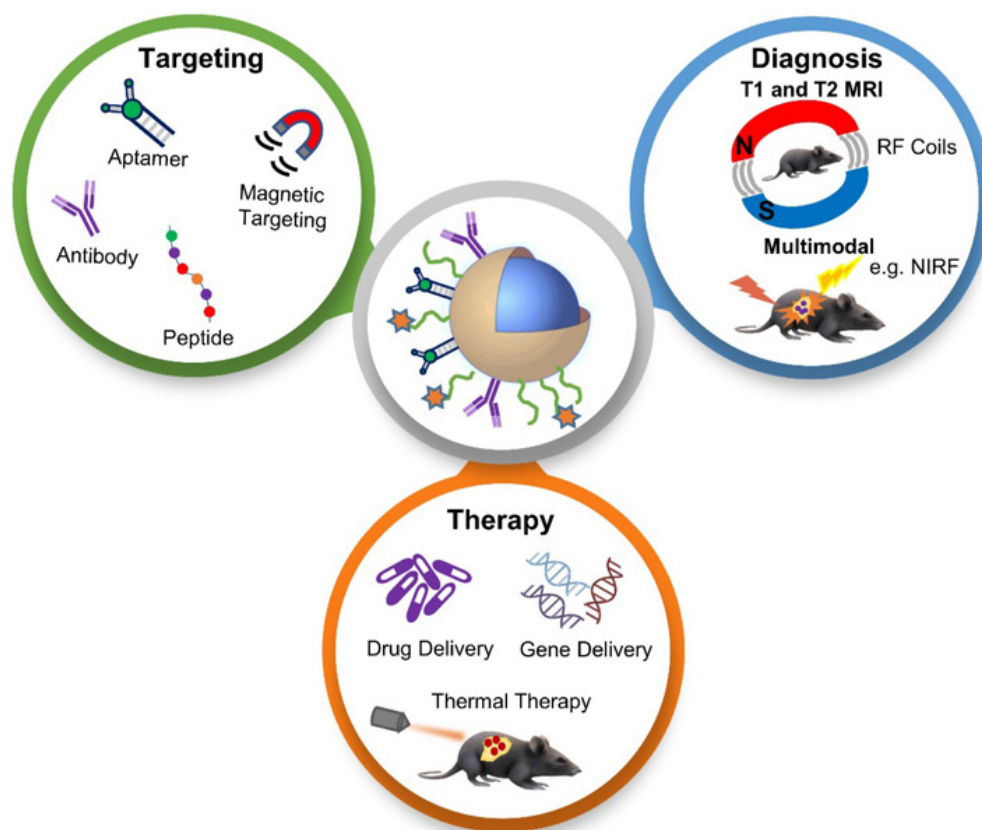 Targeting
Aptamer
Magnetic
Targeting
Antibody
Peptide
Diagnosis
T1 and T2 MRI
N
RF Coils
S
Multimodal
e.g. NIRF
Therapy
Drug Delivery
Gene Delivery
Thermal Therapy